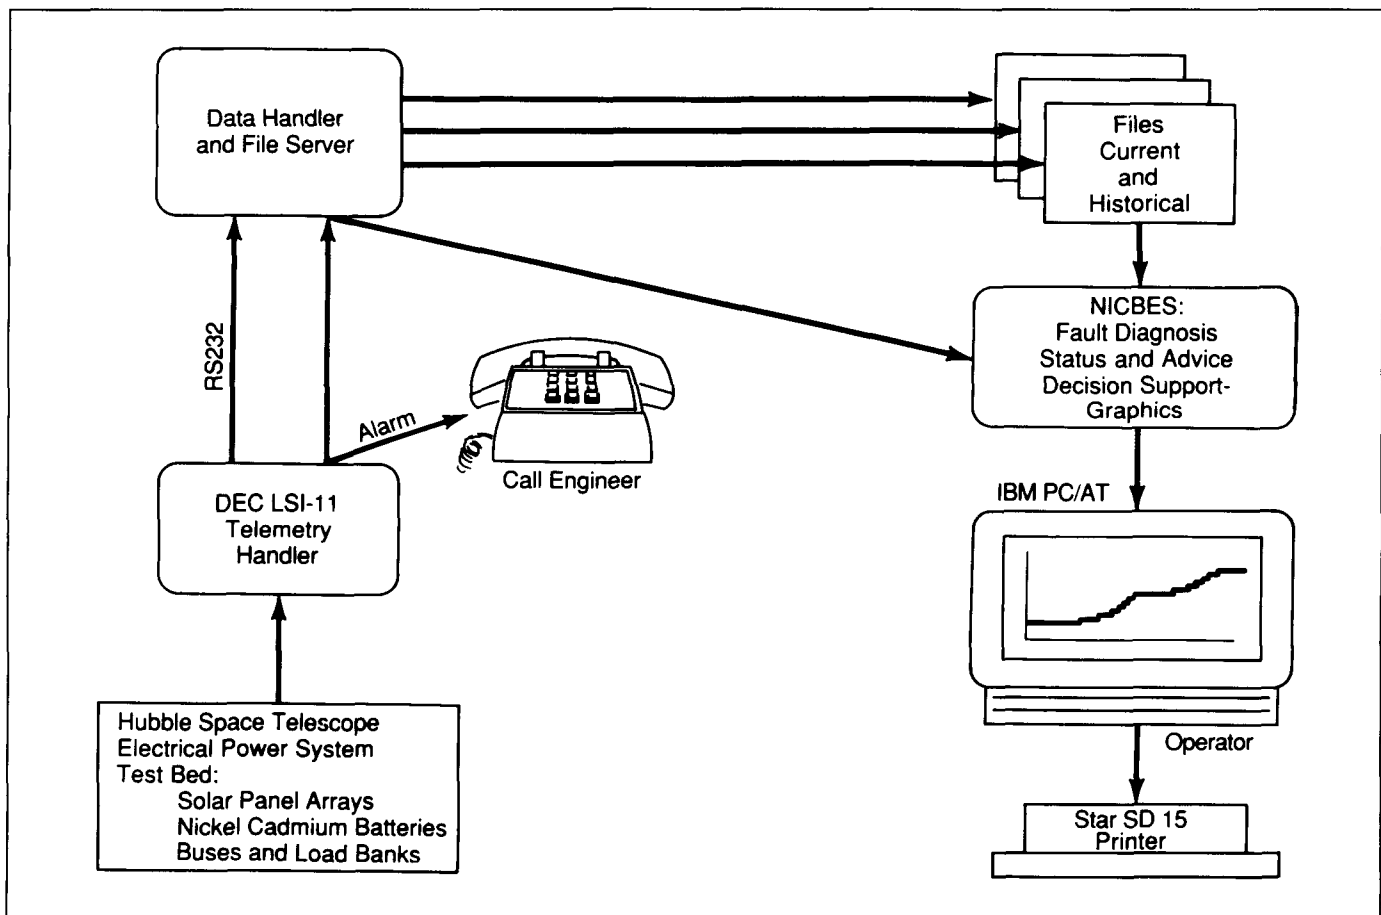 Data Handler
and File Server
Files
Current
and
Historical
RS232
NICBES:
Fault Diagnosis
Status and Advice
Decision Support-
Graphics
Alarm
Call Engineer
DEC LSI-11
Telemetry
Handler
IBM PC/AT
Hubble Space Telescope
Electrical Power System
Test Bed:
Solar Panel Arrays
Nickel Cadmium Batteries
Buses and Load Banks
Operator
Star SD 15
Printer